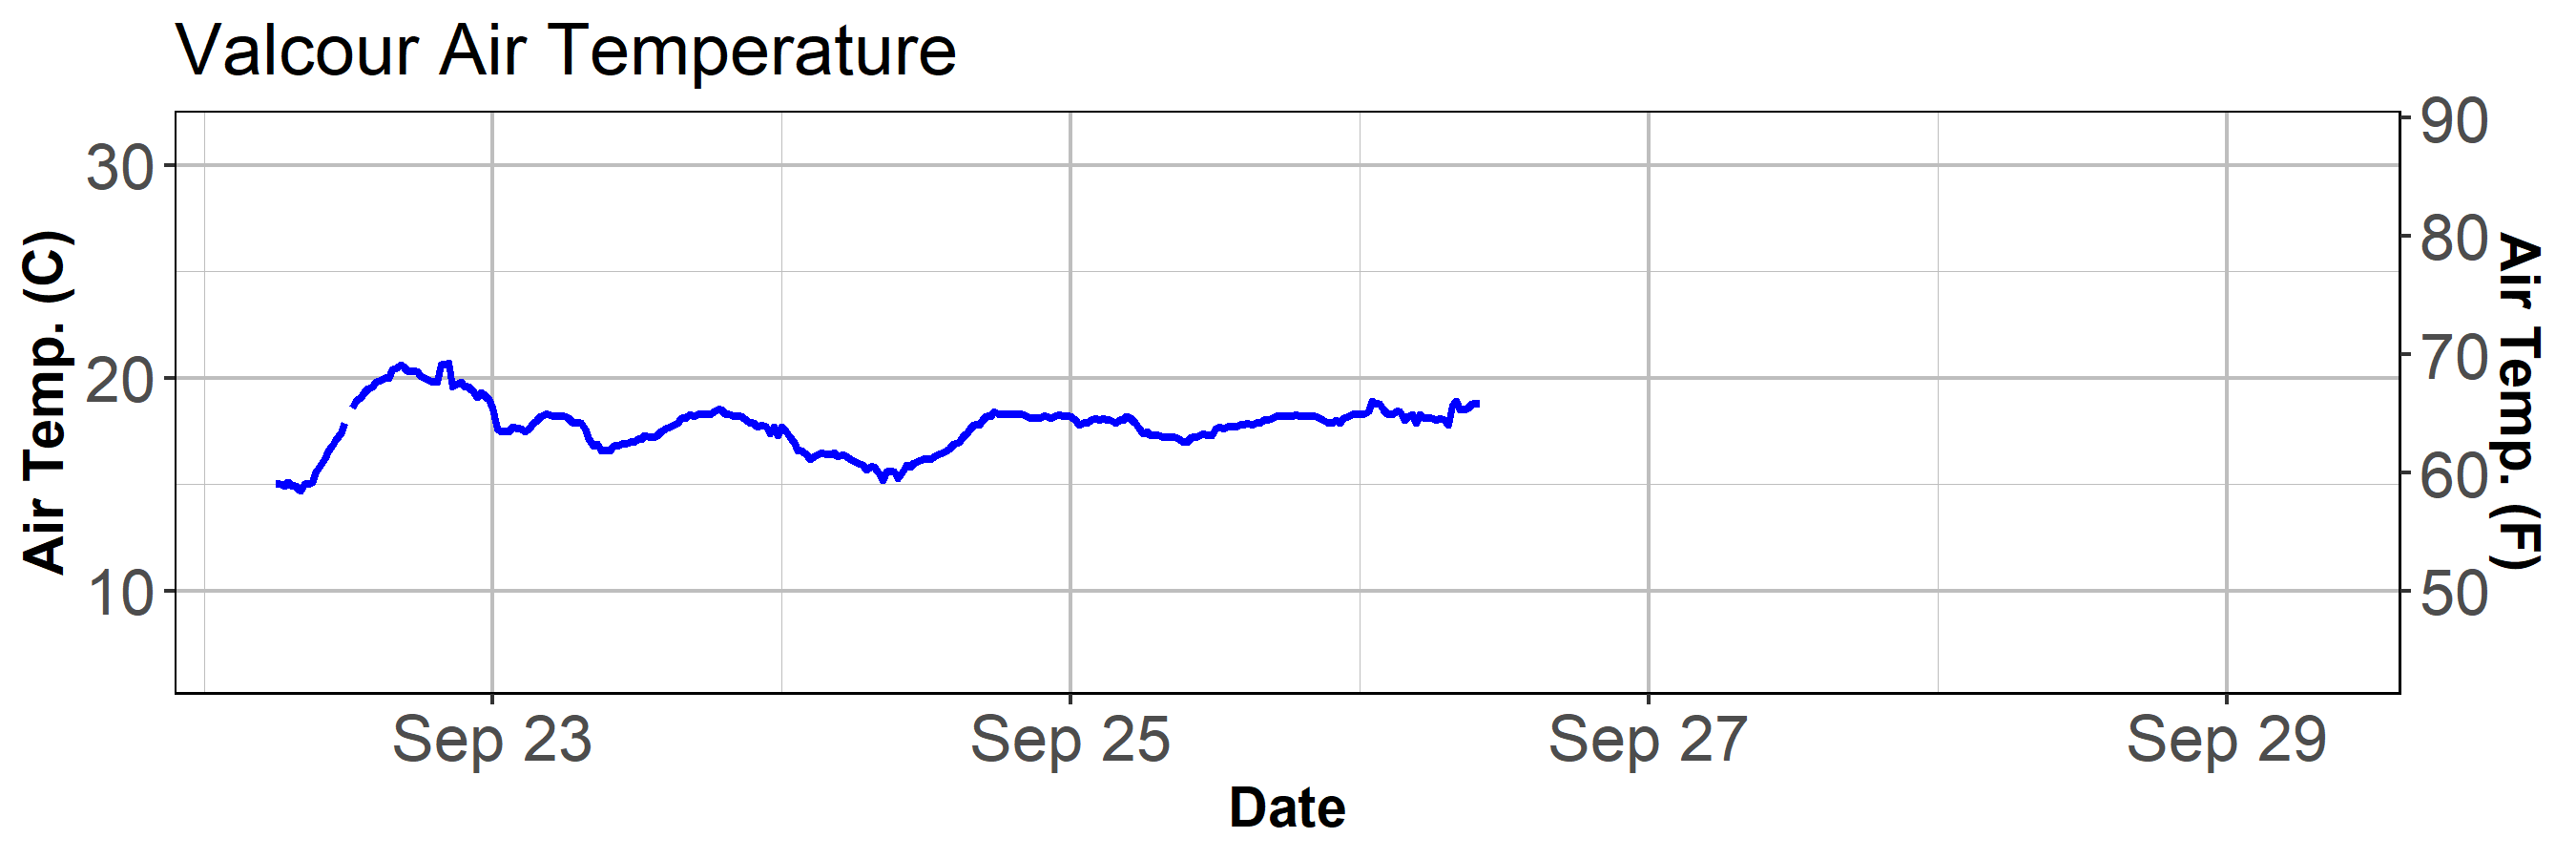 Valcour Air Temperature
Air Temp. (C)
30
20
10
90
80
70
60
50
Air Temp. (F)
Sep 23
Sep 25
Sep 27
Sep 29
Date